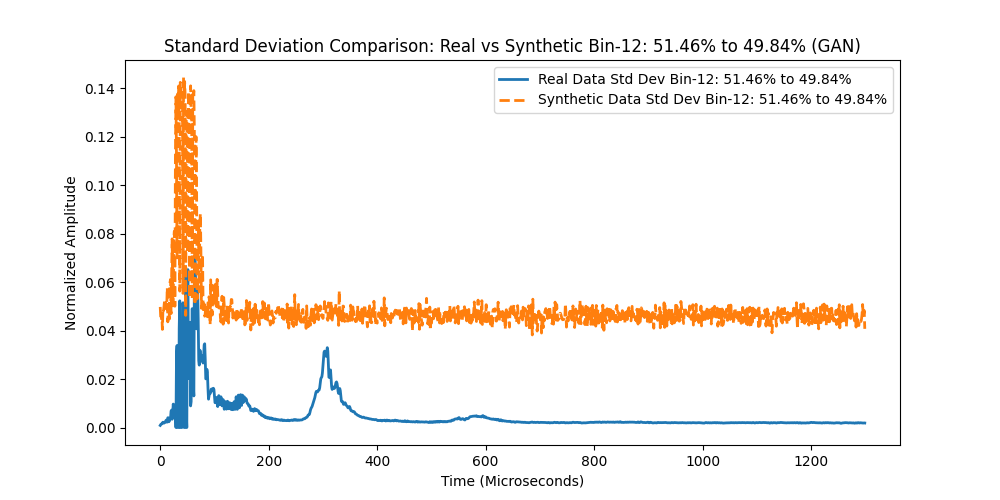 Standard Deviation Comparison: Real vs Synthetic Bin-12: 51.46% to 49.84% (GAN)
Real Data Std Dev Bin-12: 51.46% to 49.84%
Synthetic Data Std Dev Bin-12: 51.46% to 49.84%
Normalized Amplitude
0.14
0.12
0.10
0.08
0.06
0.04
0.02
0.00
0 200 400 600 800 1000 1200
Time (Microseconds)